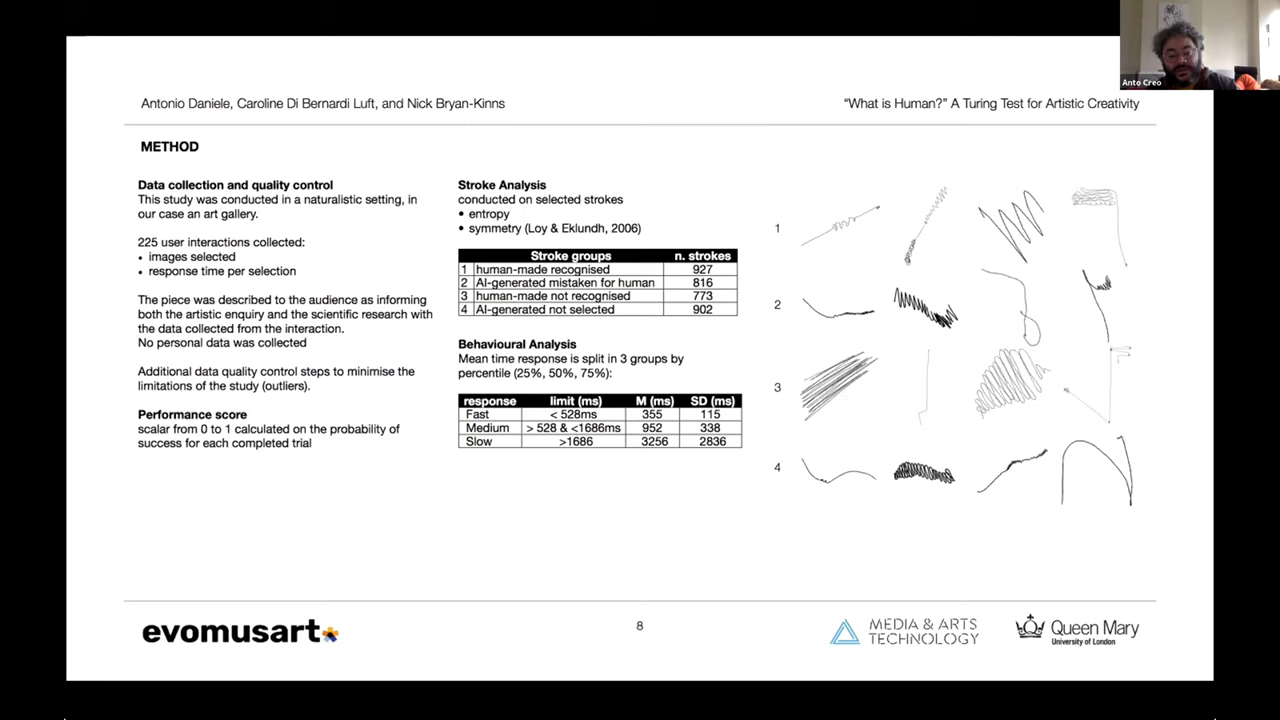 Anto Creo
Antonio Daniele, Caroline Di Bernardi Luft, and Nick Bryan-Kinns
“What is Human?” A Turing Test for Artistic Creativity
METHOD
Data collection and quality control
This study was conducted in a naturalistic setting, in
our case an art gallery.
225 user interactions collected:
• images selected
• response time per selection
The piece was described to the audience as informing
both the artistic enquiry and the scientific research with
the data collected from the interaction.
No personal data was collected
Additional data quality control steps to minimise the
limitations of the study (outliers).
Performance score
scalar from 0 to 1 calculated on the probability of
success for each completed trial
Stroke Analysis
conducted on selected strokes
• entropy
• symmetry (Loy & Eklundh, 2006)
Stroke groups n. strokes
1 human-made recognised 927
2 AI-generated mistaken for human 816
3 human-made not recognised 773
4 AI-generated not selected 902
Behavioural Analysis
Mean time response is split in 3 groups by
percentile (25%, 50%, 75%):
response limit (ms) M (ms) SD (ms)
Fast < 528ms 355 115
Medium > 528 & <1686ms 952 338
Slow >1686 3256 2836
1
2
3
4
evomusart
8
MEDIA & ARTS
TECHNOLOGY
Queen Mary
University of London